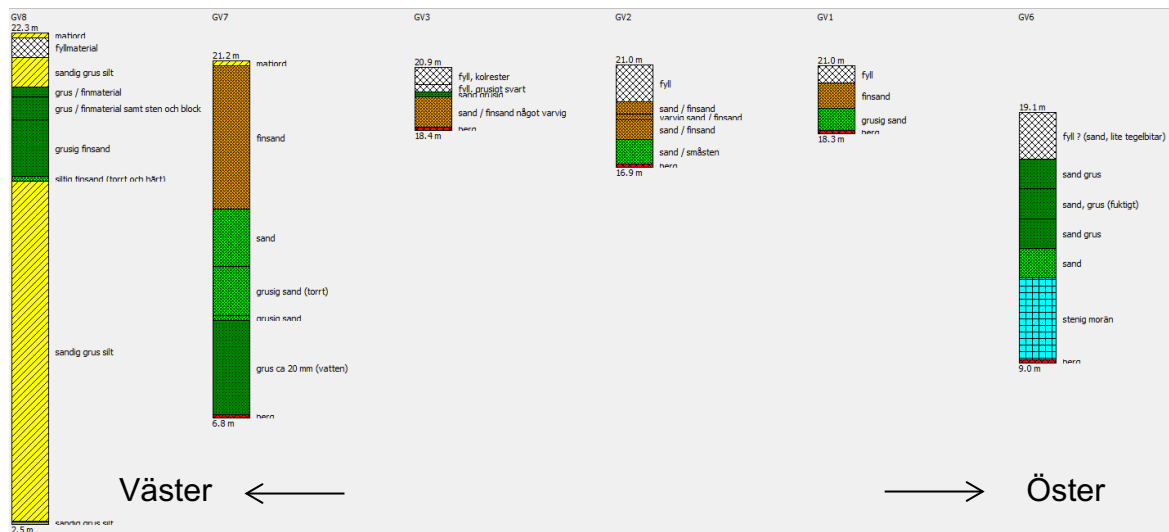 GV8
22.3 m
matjord
fyllmaterial
sandig grus silt
grus / finmaterial
grus / finmaterial samt sten och block
grusig finsand
siltig finsand (torrt och hårt)
sandig grus silt
sandig grus silt
2.5 m
GV7
21.2 m
matjord
finsand
sand
grusig sand (torrt)
grusig sand
grus ca 20 mm (vatten)
berg
6.8 m
GV3
20.9 m
fyll, kolrester
fyll, grusigt svart
sand grusig
sand / finsand något varvig
berg
18.4 m
GV2
21.0 m
fyll
sand / finsand
varvig sand / finsand
sand / finsand
sand / småsten
berg
16.9 m
GV1
21.0 m
fyll
finsand
grusig sand
berg
18.3 m
GV6
19.1 m
fyll ? (sand, lite tegelbitar)
sand grus
sand, grus (fuktigt)
sand grus
sand
stenig morän
berg
9.0 m
Väster
Öster